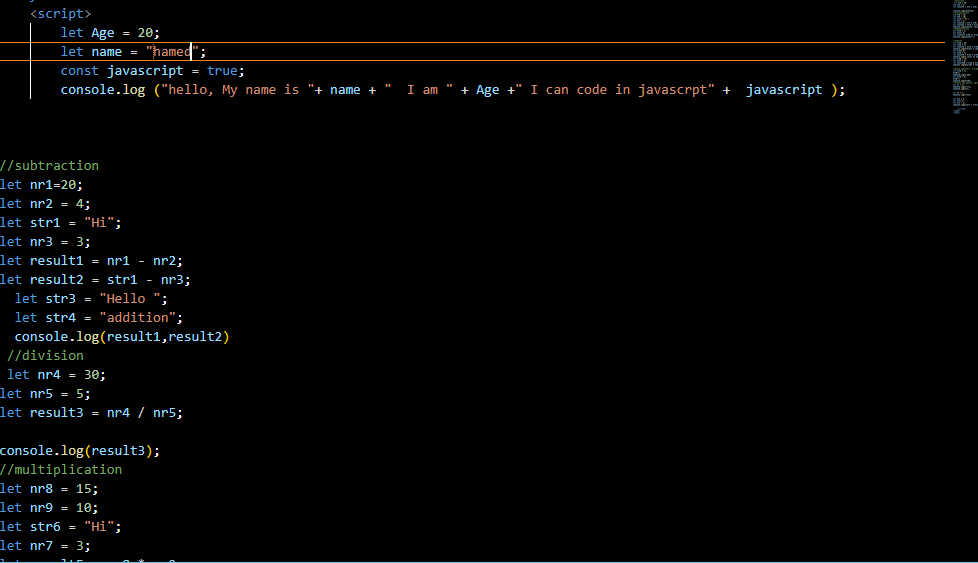 <script>
let Age = 20;
let name = "hamed";
const javascript = true;
console.log ("hello, My name is "+ name + "  I am " + Age +" I can code in javascrpt" +  javascript );
//subtraction
let nr1=20;
let nr2 = 4;
let str1 = "Hi";
let nr3 = 3;
let result1 = nr1 - nr2;
let result2 = str1 - nr3;
let str3 = "Hello ";
let str4 = "addition";
console.log(result1,result2)
//division
let nr4 = 30;
let nr5 = 5;
let result3 = nr4 / nr5;
console.log(result3);
//multiplication
let nr8 = 15;
let nr9 = 10;
let str6 = "Hi";
let nr7 = 3;